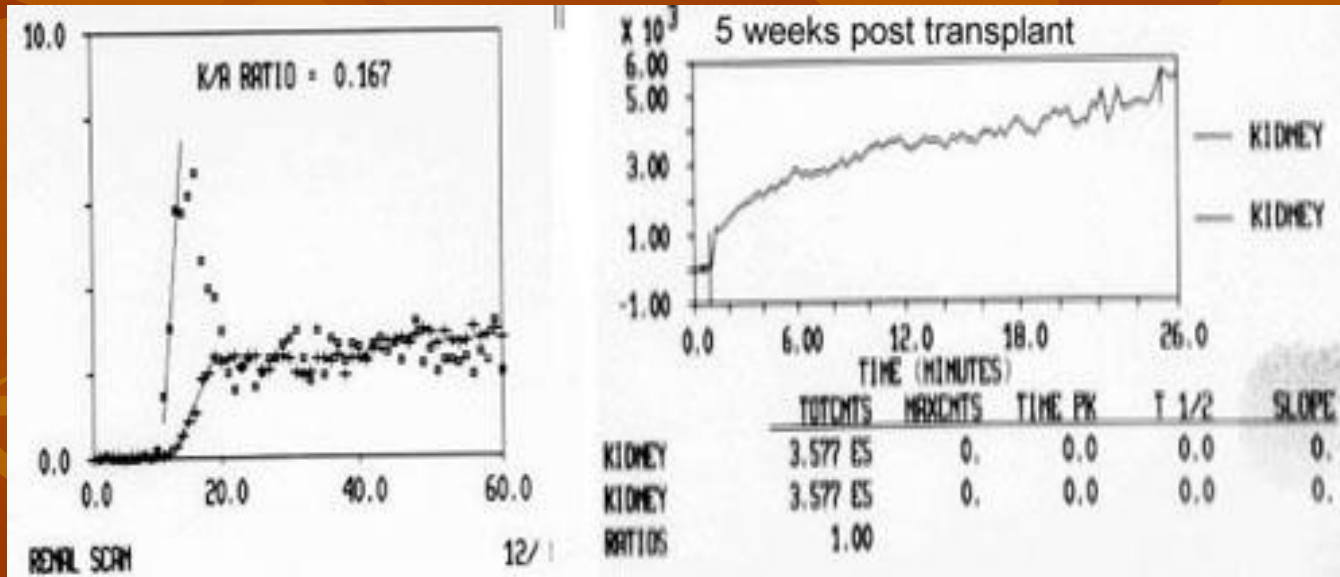 10.0
K/A RATIO = 0.167
0.0
0.0 20.0 40.0 60.0
RENAL SCAN 12/
X 10^3 5 weeks post transplant
6.00
5.00
3.00
1.00
-1.00
KIDNEY
KIDNEY
0.0 6.00 12.0 18.0 26.0
TIME (MINUTES)
TOTCNTS MAXCNTS TIME PK T 1/2 SLOPE
KIDNEY 3.577 E5 0. 0.0 0.0 0.
KIDNEY 3.577 E5 0. 0.0 0.0 0.
RATIOS 1.00